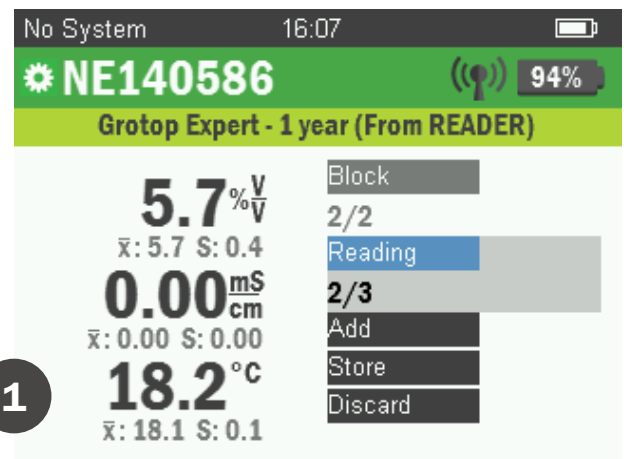 No System 16:07
NE140586 94%
Grotop Expert - 1 year (From READER)
5.7 % V/V
x̄: 5.7 S: 0.4
0.00 mS/cm
x̄: 0.00 S: 0.00
18.2 °C
x̄: 18.1 S: 0.1
Block
2/2
Reading
2/3
Add
Store
Discard
1